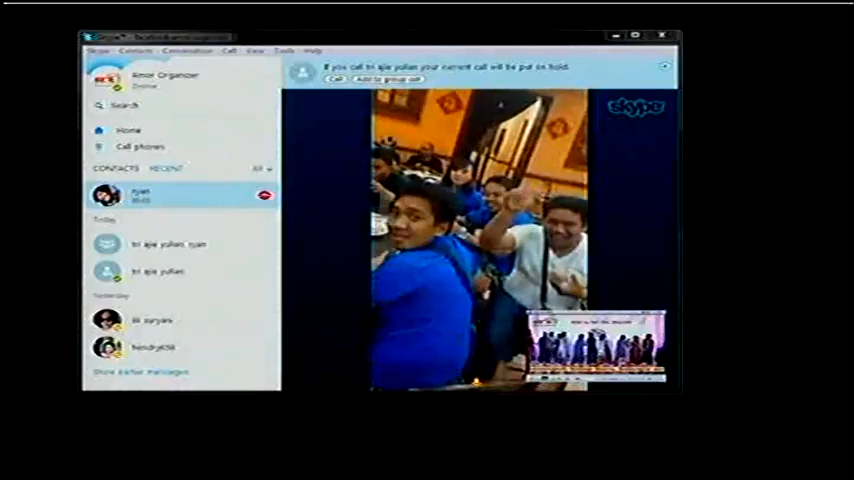 Skype
Contacts
Conversation
Call
View
Tools
Help
Amor Organizer
Online
If you call tri ajie yulian your current call will be put on hold.
Call
Add to group call
skype
Search
Home
Call phones
CONTACTS
RECENT
All
ryan
Today
tri ajie yulian, ryan
tri ajie yulian
Yesterday
hendry658
Show earlier messages